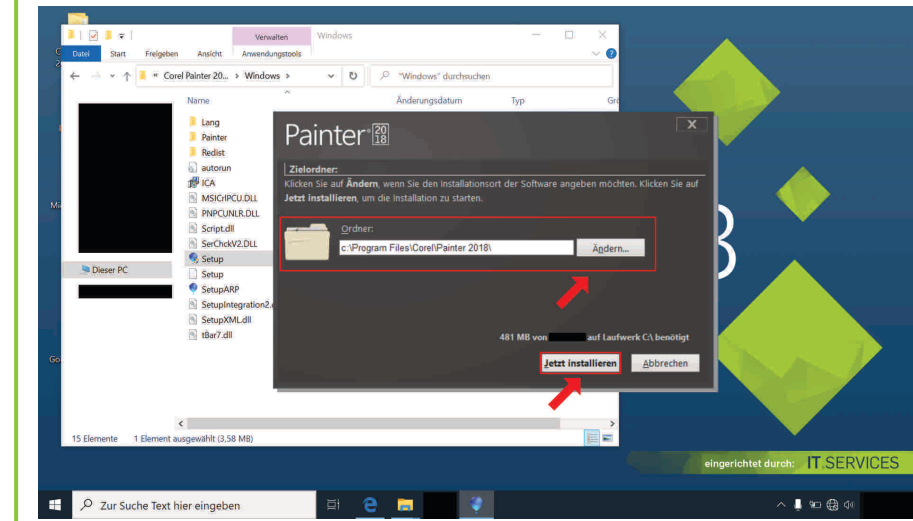 Verwalten
Windows
Datei Start Freigeben Ansicht Anwendungstools
« Corel Painter 20... > Windows >
"Windows" durchsuchen
Name Änderungsdatum Typ
Lang
Painter
Redist
autorun
ICA
MSICrIPCU.DLL
PNPCUNLR.DLL
Script.dll
SerChckV2.DLL
Setup
Setup
SetupARP
SetupIntegration2.
SetupXML.dll
tBar7.dll
Dieser PC
15 Elemente 1 Element ausgewählt (3,58 MB)
Painter 2018
X
Zielordner:
Klicken Sie auf Ändern, wenn Sie den Installationsort der Software angeben möchten. Klicken Sie auf
Jetzt installieren, um die Installation zu starten.
Ordner:
c:\Program Files\Corel\Painter 2018\
Ändern...
481 MB von auf Laufwerk C:\ benötigt
Jetzt installieren Abbrechen
eingerichtet durch: IT.SERVICES
Zur Suche Text hier eingeben